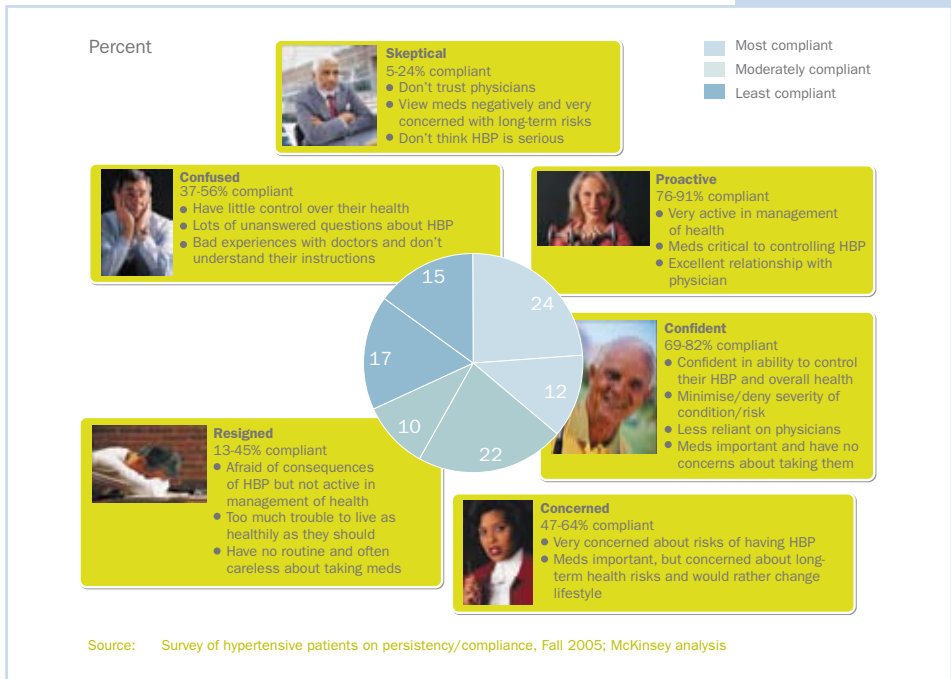 Percent
Most compliant
Moderately compliant
Least compliant
Skeptical
5-24% compliant
● Don't trust physicians
● View meds negatively and very
concerned with long-term risks
● Don't think HBP is serious
Confused
37-56% compliant
● Have little control over their health
● Lots of unanswered questions about HBP
● Bad experiences with doctors and don't
understand their instructions
Proactive
76-91% compliant
● Very active in management
of health
● Meds critical to controlling HBP
● Excellent relationship with
physician
15
24
17
12
10
22
Confident
69-82% compliant
● Confident in ability to control
their HBP and overall health
● Minimise/deny severity of
condition/risk
● Less reliant on physicians
● Meds important and have no
concerns about taking them
Resigned
13-45% compliant
● Afraid of consequences
of HBP but not active in
management of health
● Too much trouble to live as
healthily as they should
● Have no routine and often
careless about taking meds
Concerned
47-64% compliant
● Very concerned about risks of having HBP
● Meds important, but concerned about long-
term health risks and would rather change
lifestyle
Source: Survey of hypertensive patients on persistency/compliance, Fall 2005; McKinsey analysis